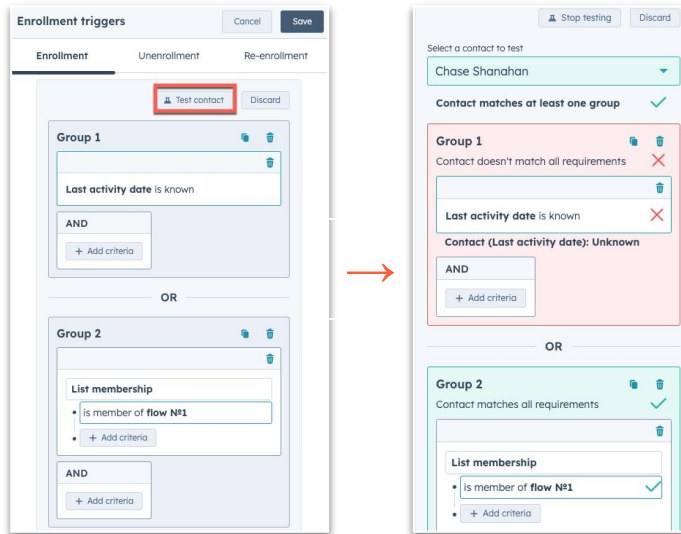 Enrollment triggers
Cancel
Save
Enrollment
Unenrollment
Re-enrollment
Test contact
Discard
Group 1
Last activity date is known
AND
+ Add criteria
OR
Group 2
List membership
is member of flow №1
+ Add criteria
AND
+ Add criteria
Stop testing
Discard
Select a contact to test
Chase Shanahan
Contact matches at least one group
Group 1
Contact doesn't match all requirements
Last activity date is known
Contact (Last activity date): Unknown
AND
+ Add criteria
OR
Group 2
Contact matches all requirements
List membership
is member of flow №1
+ Add criteria